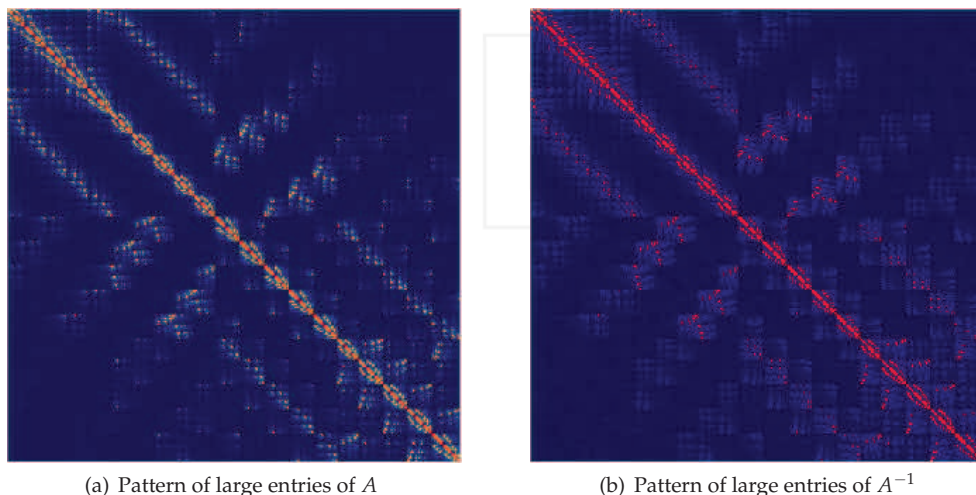 (a) Pattern of large entries of A
(b) Pattern of large entries of A⁻¹